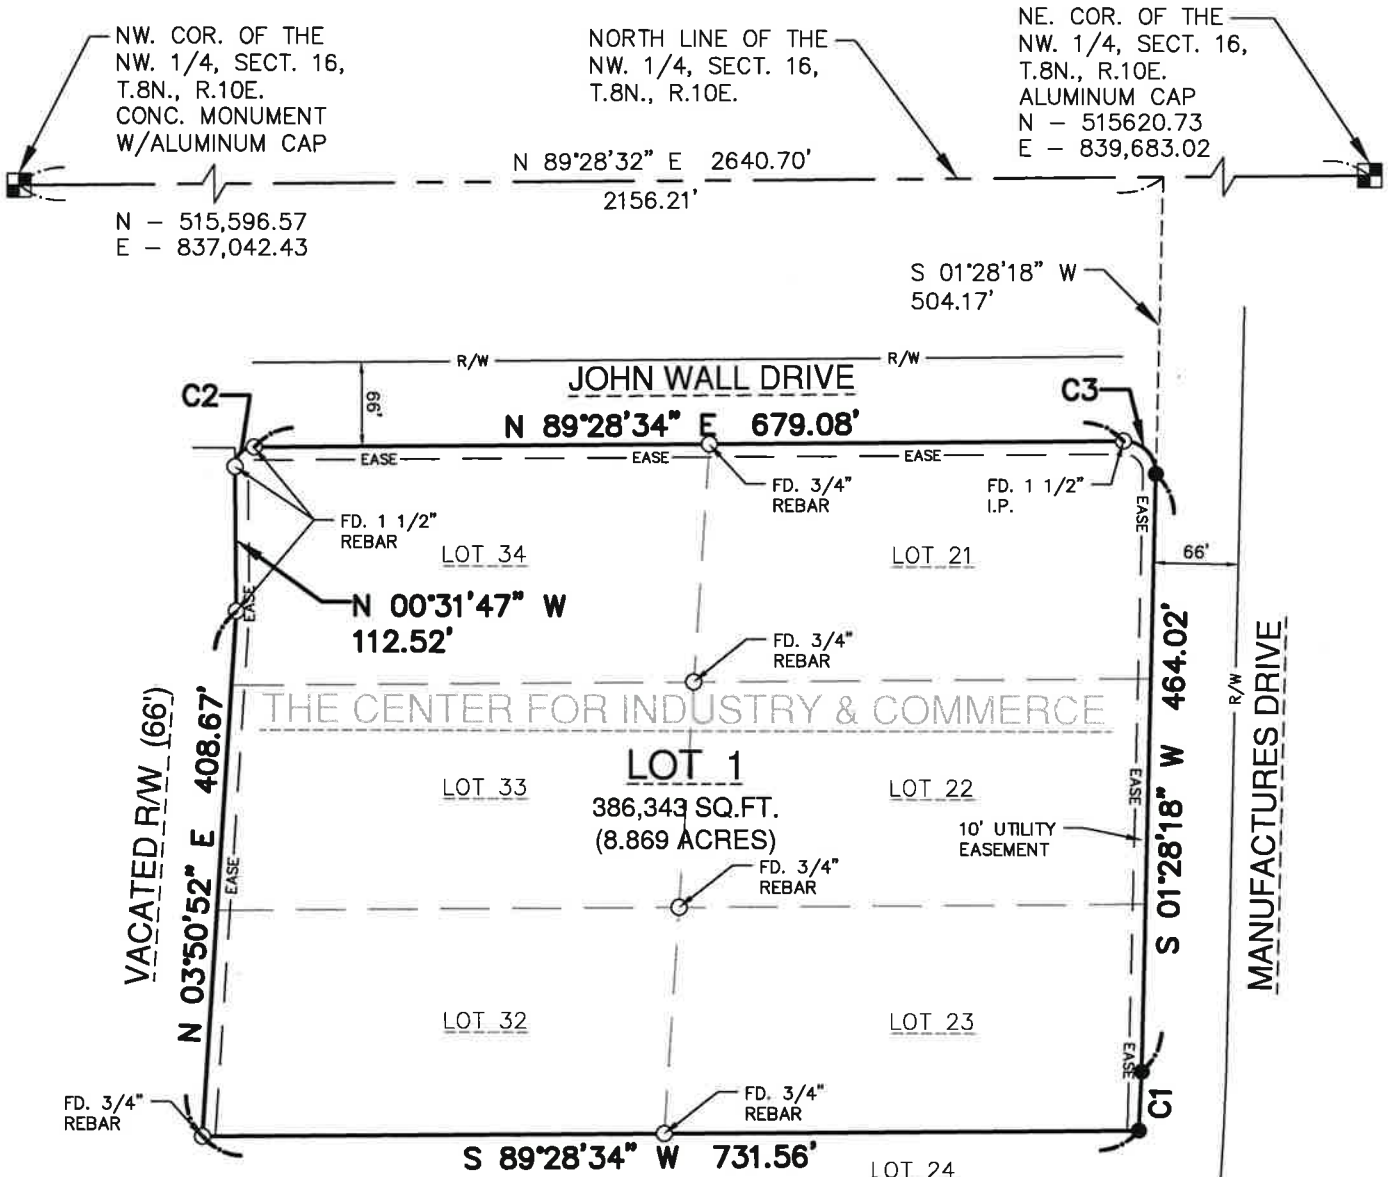 NW. COR. OF THE
NW. 1/4, SECT. 16,
T.8N., R.10E.
CONC. MONUMENT
W/ALUMINUM CAP
NORTH LINE OF THE
NW. 1/4, SECT. 16,
T.8N., R.10E.
NE. COR. OF THE
NW. 1/4, SECT. 16,
T.8N., R.10E.
ALUMINUM CAP
N - 515620.73
E - 839,683.02
N 89°28'32" E 2640.70'
2156.21'
N - 515,596.57
E - 837,042.43
S 01°28'18" W
504.17'
R/W
R/W
JOHN WALL DRIVE
66'
C2
C3
N 89°28'34" E 679.08'
EASE
EASE
EASE
FD. 3/4"
REBAR
FD. 1 1/2"
I.P.
EASE
FD. 1 1/2"
REBAR
LOT 34
LOT 21
66'
EASE
N 00°31'47" W
112.52'
FD. 3/4"
REBAR
THE CENTER FOR INDUSTRY & COMMERCE
R/W
S 01°28'18" W 464.02'
MANUFACTURES DRIVE
VACATED R/W (66')
N 03°50'52" E 408.67'
LOT 1
386,343 SQ.FT.
(8.869 ACRES)
LOT 33
LOT 22
EASE
10' UTILITY
EASEMENT
EASE
FD. 3/4"
REBAR
LOT 32
LOT 23
EASE
C1
FD. 3/4"
REBAR
FD. 3/4"
REBAR
S 89°28'34" W 731.56'
LOT 24